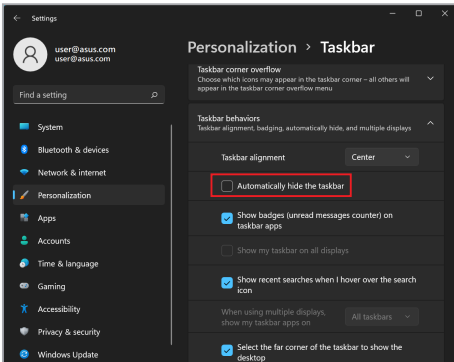 Settings
user@asus.com
user@asus.com
Find a setting
System
Bluetooth & devices
Network & internet
Personalization
Apps
Accounts
Time & language
Gaming
Accessibility
Privacy & security
Windows Update
Personalization > Taskbar
Taskbar corner overflow
Choose which icons may appear in the taskbar corner – all others will
appear in the taskbar corner overflow menu
Taskbar behaviors
Taskbar alignment, badging, automatically hide, and multiple displays
Taskbar alignment
Center
Automatically hide the taskbar
Show badges (unread messages counter) on
taskbar apps
Show my taskbar on all displays
Show recent searches when I hover over the search
icon
When using multiple displays,
show my taskbar apps on
All taskbars
Select the far corner of the taskbar to show the
desktop